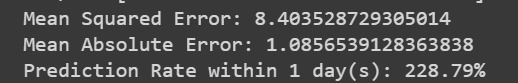 Mean Squared Error: 8.403528729305014
Mean Absolute Error: 1.0856539128363838
Prediction Rate within 1 day(s): 228.79%